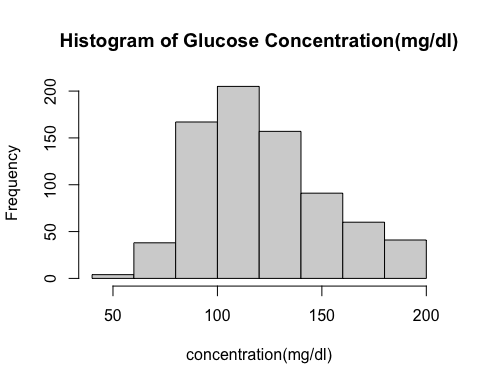 Histogram of Glucose Concentration(mg/dl)
200
150
100
50
0
Frequency
50 100 150 200
concentration(mg/dl)